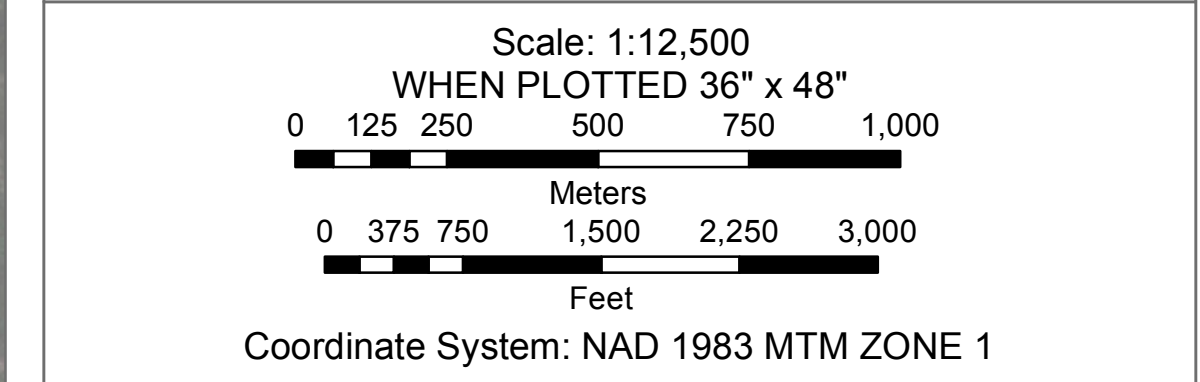 Scale: 1:12,500
WHEN PLOTTED 36" x 48"
0 125 250 500 750 1,000
Meters
0 375 750 1,500 2,250 3,000
Feet
Coordinate System: NAD 1983 MTM ZONE 1